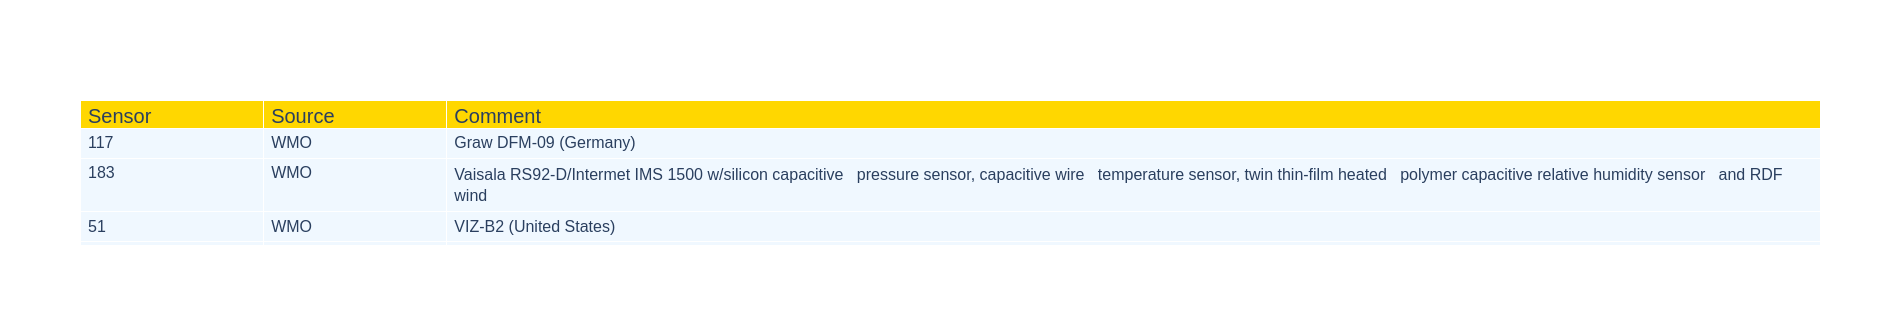 Sensor Source Comment
117 WMO Graw DFM-09 (Germany)
183 WMO Vaisala RS92-D/Intermet IMS 1500 w/silicon capacitive   pressure sensor, capacitive wire   temperature sensor, twin thin-film heated   polymer capacitive relative humidity sensor   and RDF
wind
51 WMO VIZ-B2 (United States)